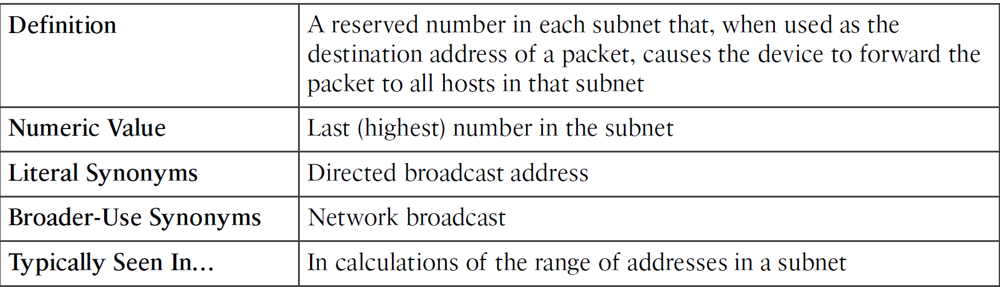 Definition
A reserved number in each subnet that, when used as the
destination address of a packet, causes the device to forward the
packet to all hosts in that subnet
Numeric Value
Last (highest) number in the subnet
Literal Synonyms
Directed broadcast address
Broader-Use Synonyms
Network broadcast
Typically Seen In…
In calculations of the range of addresses in a subnet